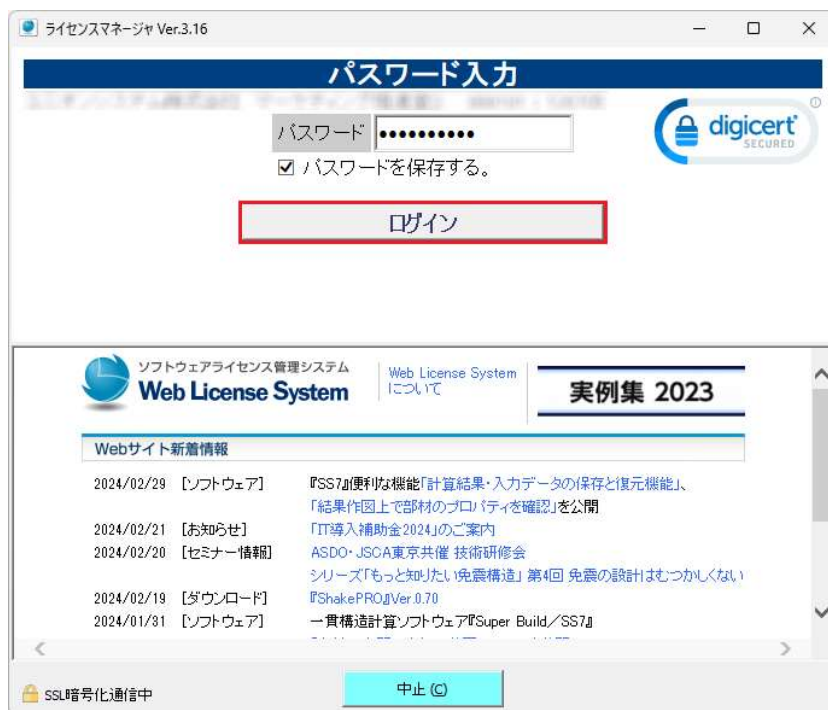 ライセンスマネージャ Ver.3.16
パスワード入力
パスワード ●●●●●●●●●●
digicert
SECURED
パスワードを保存する。
ログイン
ソフトウェアライセンス管理システム
Web License System
Web License System
について
実例集 2023
Webサイト新着情報
2024/02/29 [ソフトウェア] 『SS7』便利な機能「計算結果・入力データの保存と復元機能」、
「結果作図上で部材のプロパティを確認」を公開
2024/02/21 [お知らせ] 「IT導入補助金2024」のご案内
2024/02/20 [セミナー情報] ASDO・JSCA東京共催 技術研修会
シリーズ「もっと知りたい免震構造」 第4回 免震の設計はむつかしくない
2024/02/19 [ダウンロード] 『ShakePRO』Ver.0.70
2024/01/31 [ソフトウェア] 一貫構造計算ソフトウェア『Super Build/SS7』
SSL暗号化通信中
中止(C)